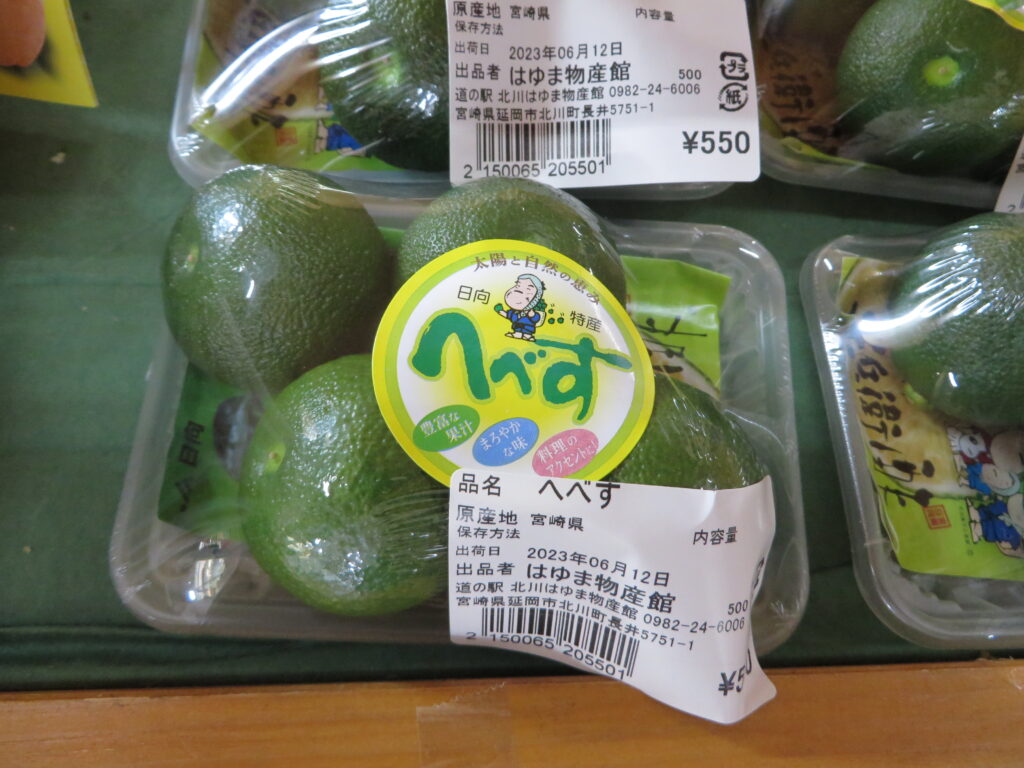 原産地 宮崎県 内容量
保存方法
出荷日 2023年06月12日
出品者 はゆま物産館 500
道の駅 北川はゆま物産館 0982-24-6006
宮崎県延岡市北川町長井5751-1
¥550
2 150065 205501
プラ
紙
太陽と自然の恵み
日向
特産
へべす
豊富な
果汁
まろやか
な味
料理の
アクセントに!
品名 へべす
原産地 宮崎県
保存方法 内容量
出荷日 2023年06月12日
出品者 はゆま物産館 500
道の駅 北川はゆま物産館 0982-24-6006
宮崎県延岡市北川町長井5751-1
2 150065 205501
日向